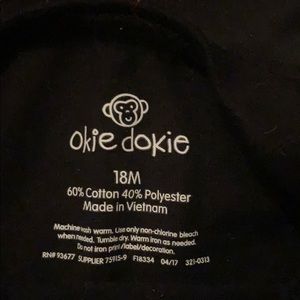 okie dokie
18M
60% Cotton 40% Polyester
Made in Vietnam
Machine wash warm. Use only non-chlorine bleach
when needed. Tumble dry. Warm iron as needed.
Do not iron print/label/decoration.
RN# 93677 SUPPLIER 75915-9 F18334 04/17 321-0313